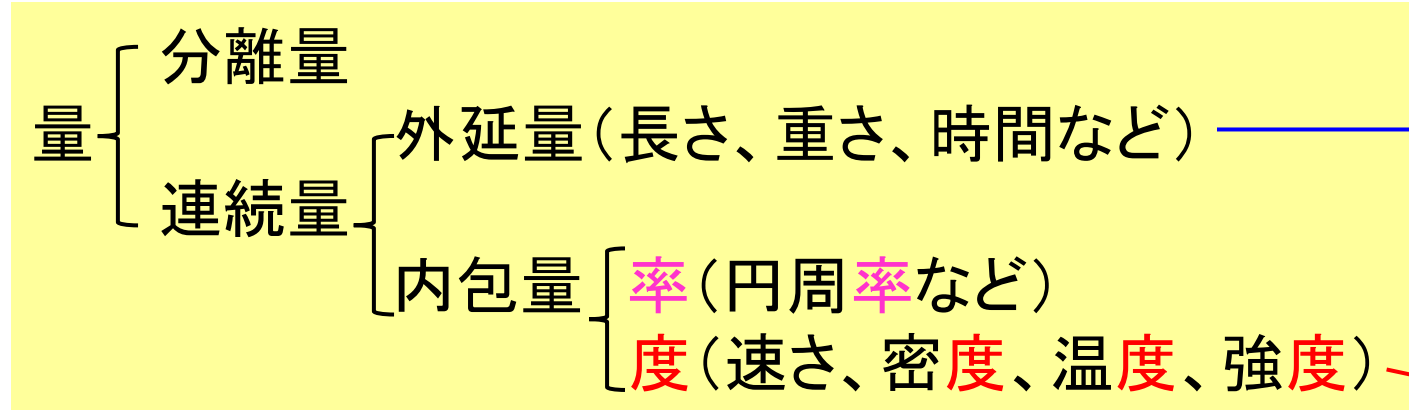 分離量
量
外延量(長さ、重さ、時間など)
連続量
内包量
率(円周率など)
度(速さ、密度、温度、強度)